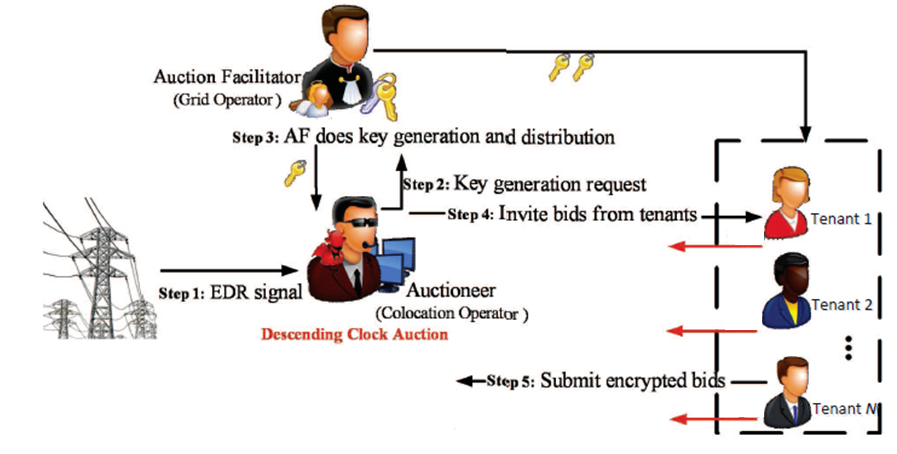 Auction Facilitator
(Grid Operator)
Step 3: AF does key generation and distribution
Step 2: Key generation request
Step 4: Invite bids from tenants
Tenant 1
Step 1: EDR signal
Auctioneer
(Colocation Operator)
Descending Clock Auction
Tenant 2
Step 5: Submit encrypted bids
Tenant N